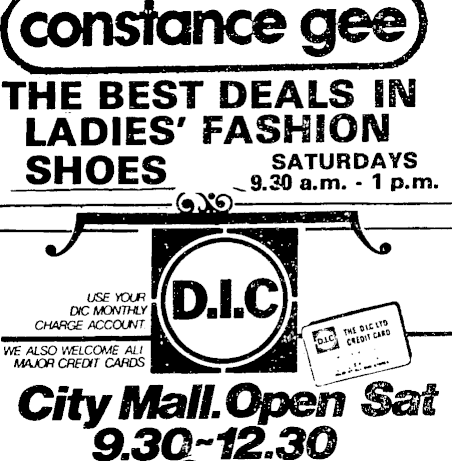 constance gee
THE BEST DEALS IN
LADIES' FASHION
SHOES
SATURDAYS
9.30 a.m. - 1 p.m.
D.I.C
USE YOUR
DIC MONTHLY
CHARGE ACCOUNT
WE ALSO WELCOME ALL
MAJOR CREDIT CARDS
D.I.C
THE D.I.C LTD
CREDIT CARD
City Mall. Open Sat
9.30~12.30